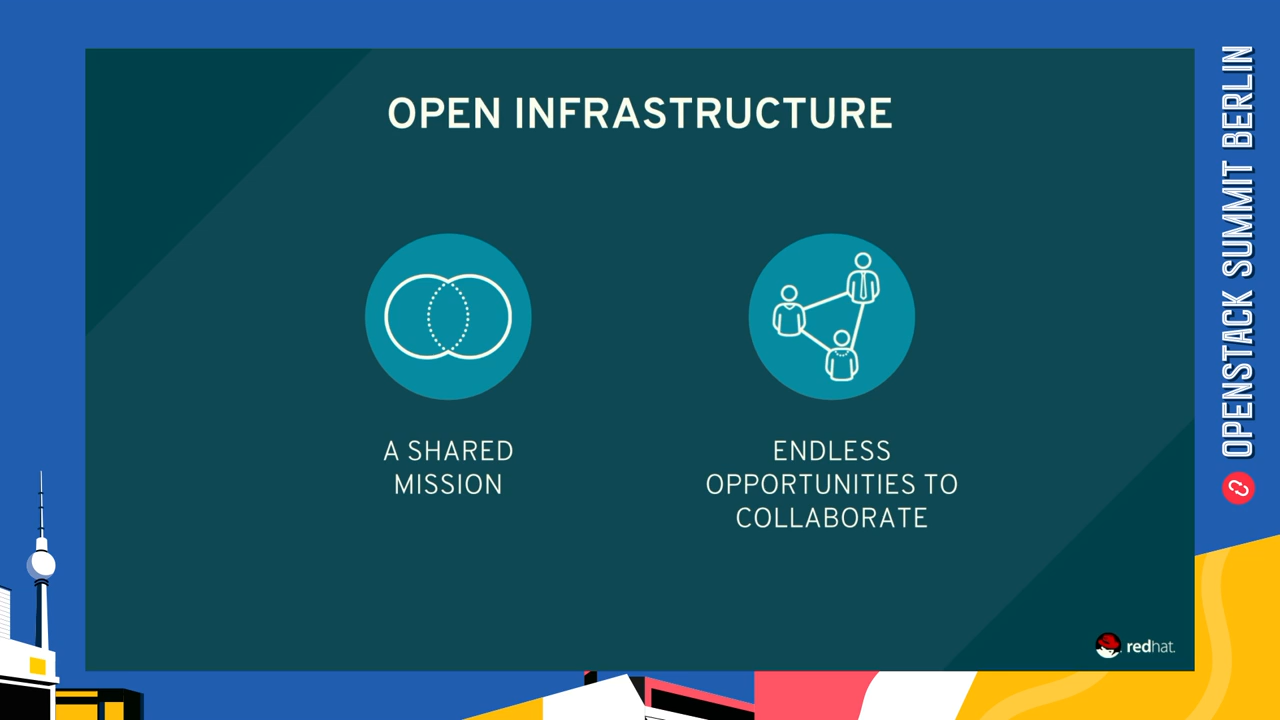 OPEN INFRASTRUCTURE
A SHARED
MISSION
ENDLESS
OPPORTUNITIES TO
COLLABORATE
redhat.
OPENSTACK SUMMIT BERLIN